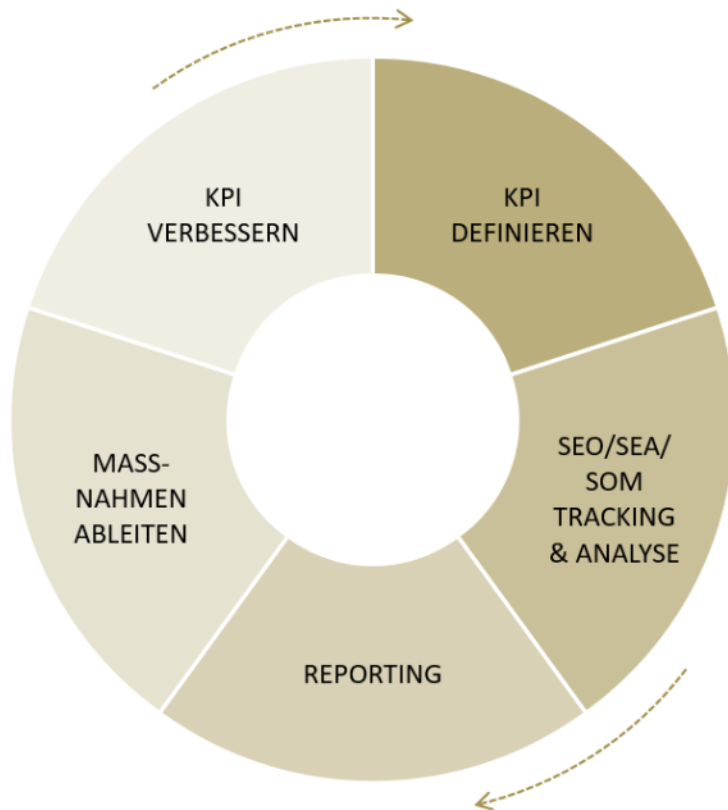 KPI
DEFINIEREN
SEO/SEA/
SOM
TRACKING
& ANALYSE
REPORTING
MASS-
NAHMEN
ABLEITEN
KPI
VERBESSERN